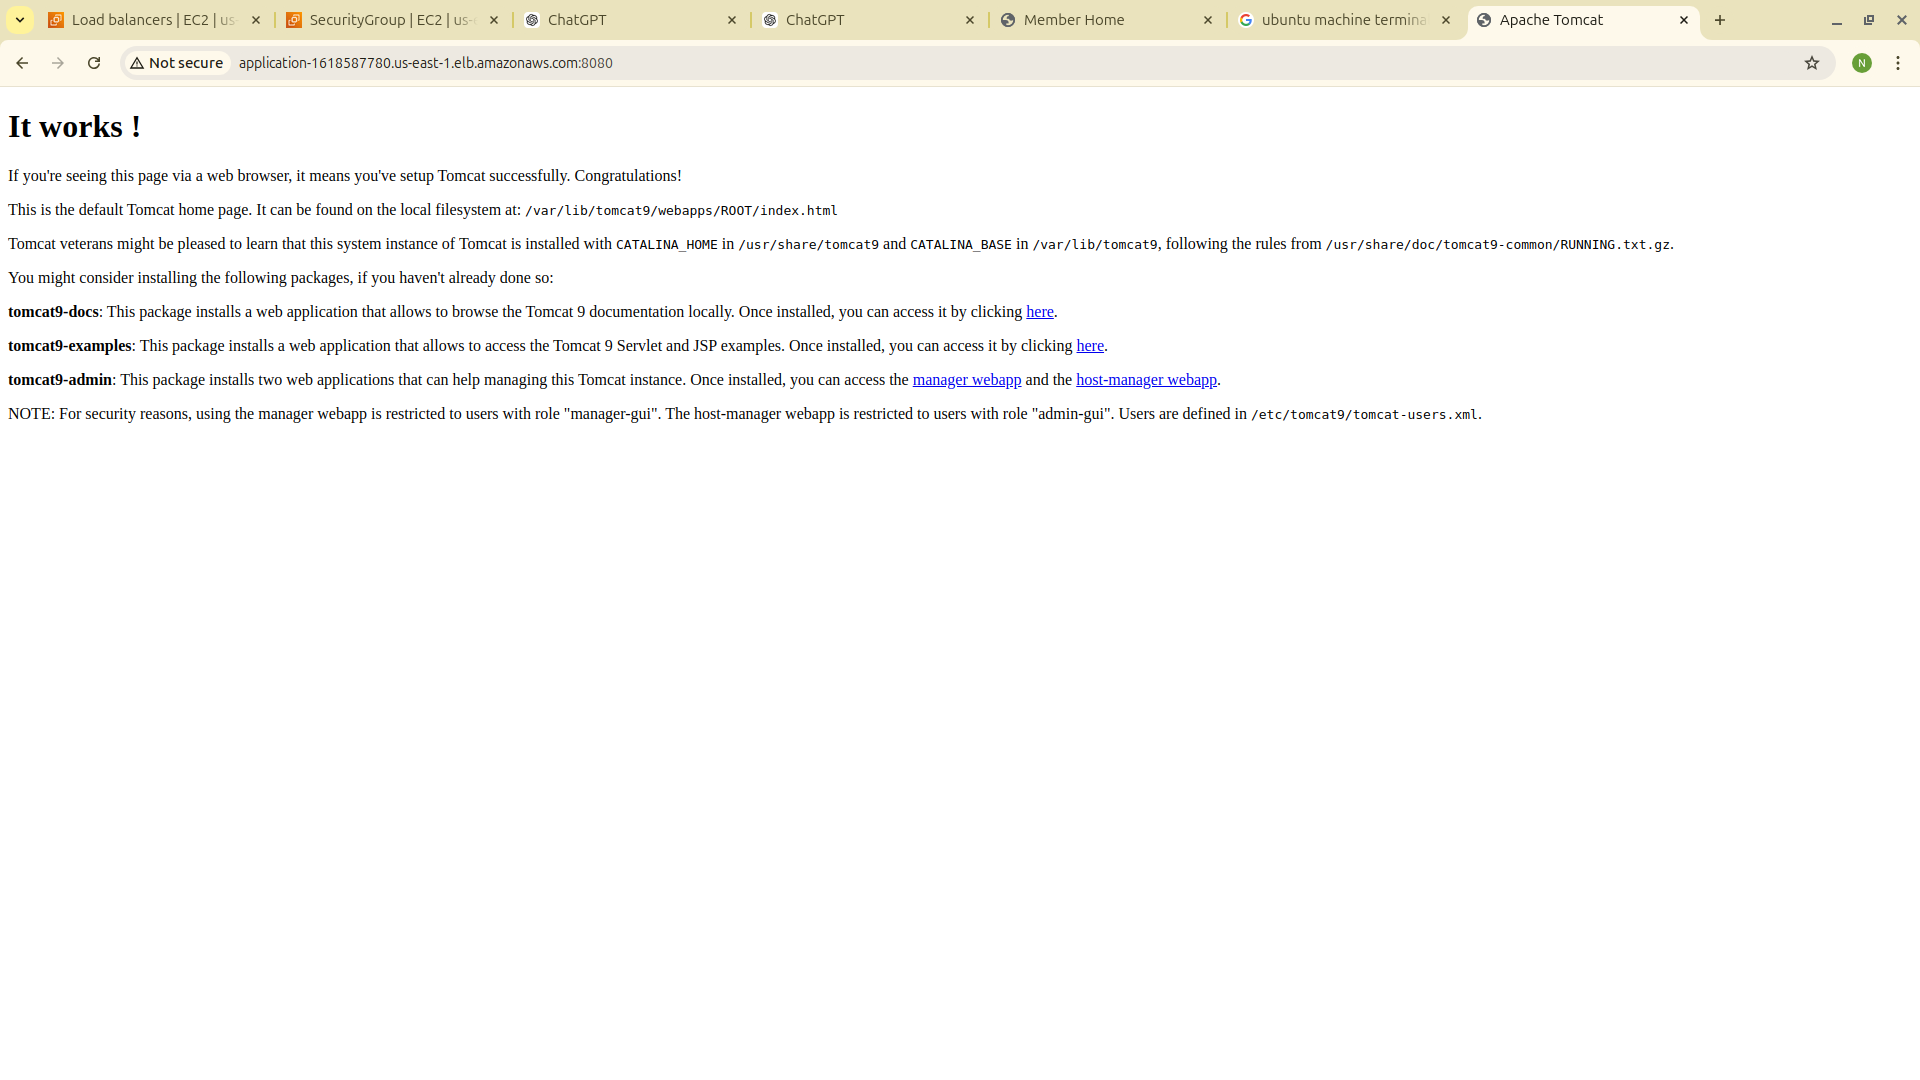 Load balancers | EC2 | us-
SecurityGroup | EC2 | us-e
ChatGPT
ChatGPT
Member Home
ubuntu machine termina
Apache Tomcat
Not secure
application-1618587780.us-east-1.elb.amazonaws.com:8080
N
It works !
If you're seeing this page via a web browser, it means you've setup Tomcat successfully. Congratulations!
This is the default Tomcat home page. It can be found on the local filesystem at: /var/lib/tomcat9/webapps/ROOT/index.html
Tomcat veterans might be pleased to learn that this system instance of Tomcat is installed with CATALINA_HOME in /usr/share/tomcat9 and CATALINA_BASE in /var/lib/tomcat9, following the rules from /usr/share/doc/tomcat9-common/RUNNING.txt.gz.
You might consider installing the following packages, if you haven't already done so:
tomcat9-docs: This package installs a web application that allows to browse the Tomcat 9 documentation locally. Once installed, you can access it by clicking here.
tomcat9-examples: This package installs a web application that allows to access the Tomcat 9 Servlet and JSP examples. Once installed, you can access it by clicking here.
tomcat9-admin: This package installs two web applications that can help managing this Tomcat instance. Once installed, you can access the manager webapp and the host-manager webapp.
NOTE: For security reasons, using the manager webapp is restricted to users with role "manager-gui". The host-manager webapp is restricted to users with role "admin-gui". Users are defined in /etc/tomcat9/tomcat-users.xml.